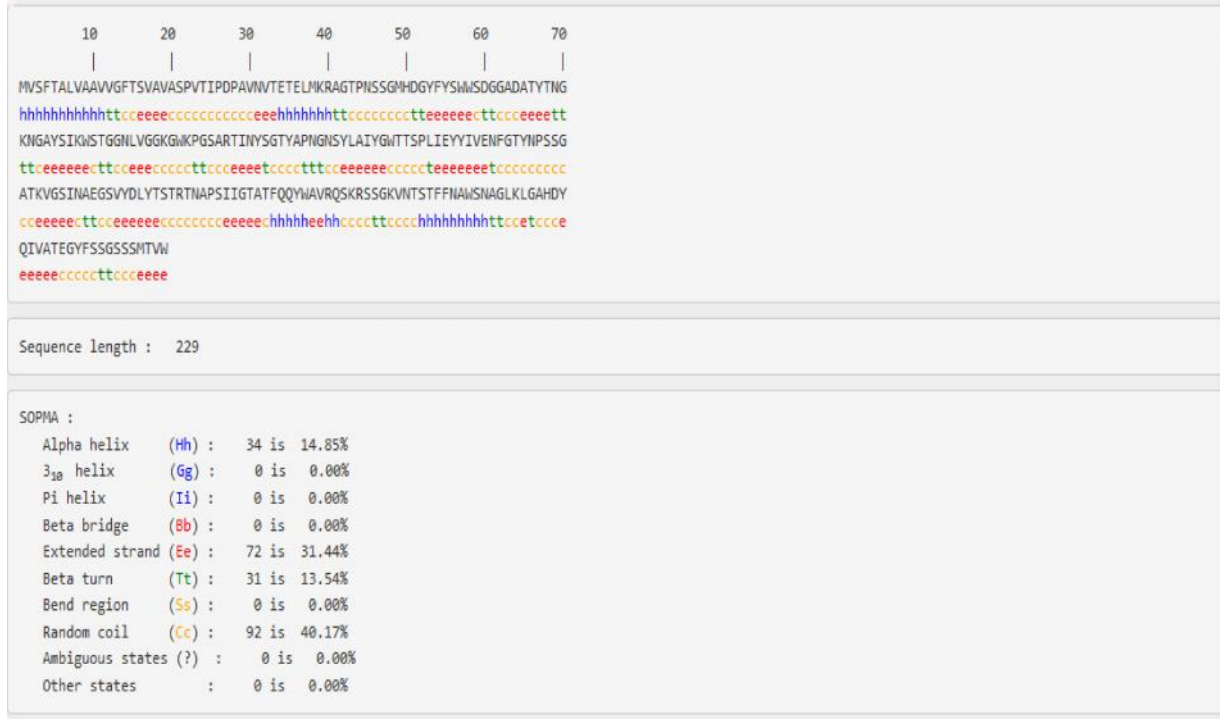 10 20 30 40 50 60 70
| | | | | | |
MVSFTALVAAVVGFTSVAVASPVTIPDPAVNVTETELMKRAGTPNSSGMHDGYFYSWWSDGGADATYTNG
hhhhhhhhhhhttcceeeecccccccccccceeehhhhhhhttcccccccctteeeeeecttccceeeett
KNGAYSIKWSTGGNLVGGKGWKPGSARTINYSGTYAPNGNSYLAIYGWTTSPLIEYYIVENFGTYNPSSG
ttceeeeeecttcceeecccccttccceeeetcccctttcceeeeeecccccteeeeeeetccccccccc
ATKVGSINAEGSVYDLYTSTRTNAPSIIGTATFQQYWAVRQSKRSSGKVNTSTFFNAWSNAGLKLGAHDY
cceeeeecttcceeeeeeccccccccceeeeechhhhheehhccccttcccchhhhhhhhhttccetccce
QIVATEGYFSSGSSSMTVW
eeeeecccccttccceeee
Sequence length : 229
SOPMA :
Alpha helix (Hh) : 34 is 14.85%
3₁₀ helix (Gg) : 0 is 0.00%
Pi helix (Ii) : 0 is 0.00%
Beta bridge (Bb) : 0 is 0.00%
Extended strand (Ee) : 72 is 31.44%
Beta turn (Tt) : 31 is 13.54%
Bend region (Ss) : 0 is 0.00%
Random coil (Cc) : 92 is 40.17%
Ambiguous states (?) : 0 is 0.00%
Other states : 0 is 0.00%